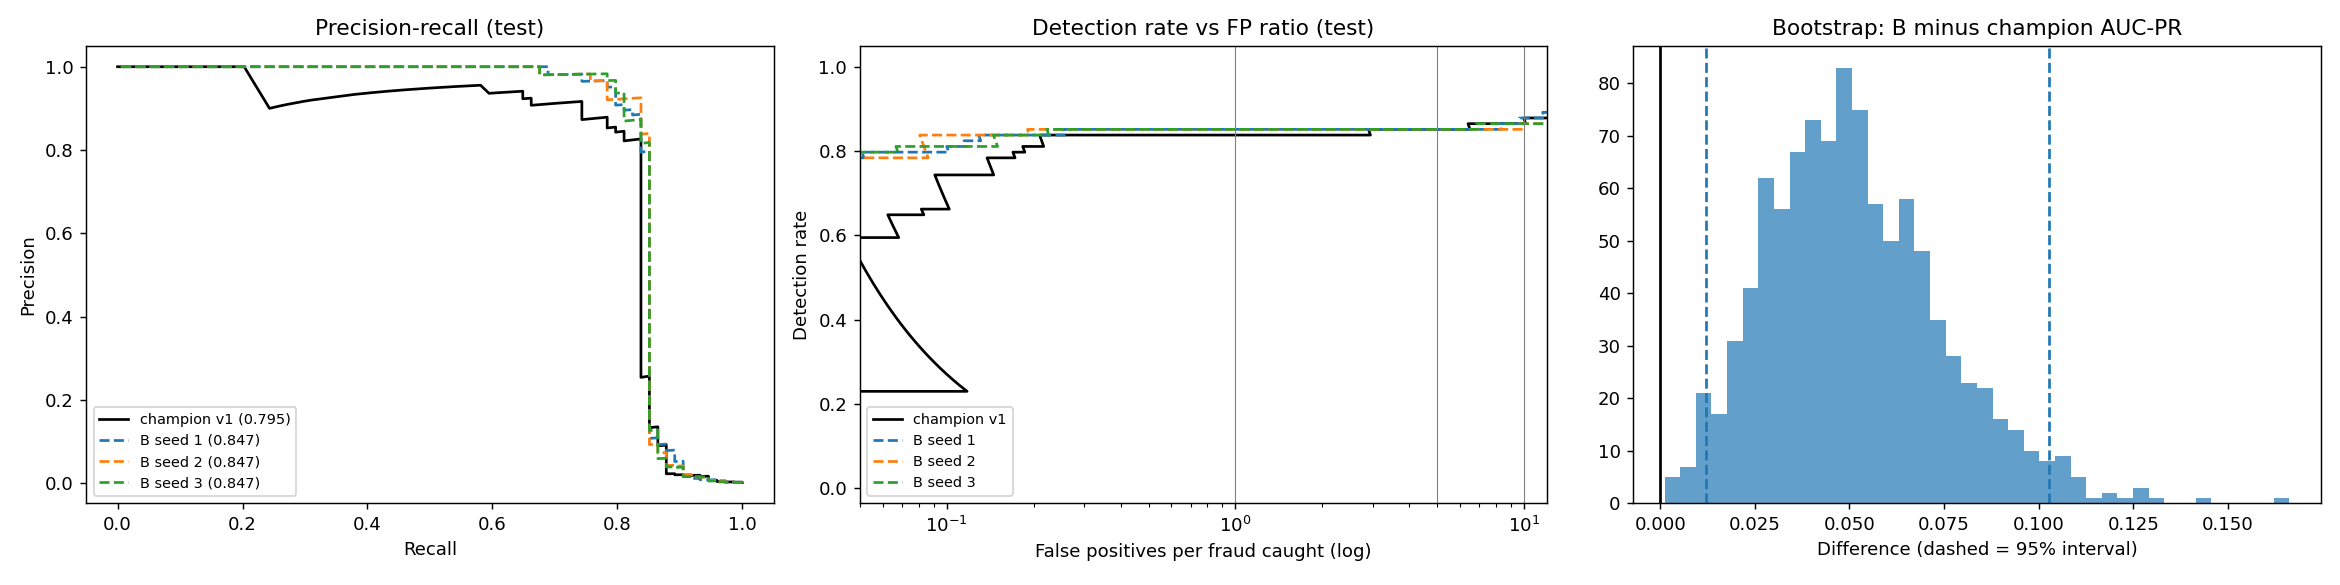 Precision-recall (test)
Precision
1.0
0.8
0.6
0.4
0.2
0.0
champion v1 (0.795)
B seed 1 (0.847)
B seed 2 (0.847)
B seed 3 (0.847)
0.0 0.2 0.4 0.6 0.8 1.0
Recall
Detection rate vs FP ratio (test)
Detection rate
1.0
0.8
0.6
0.4
0.2
0.0
champion v1
B seed 1
B seed 2
B seed 3
10⁻¹ 10⁰ 10¹
False positives per fraud caught (log)
Bootstrap: B minus champion AUC-PR
80
70
60
50
40
30
20
10
0
0.000 0.025 0.050 0.075 0.100 0.125 0.150
Difference (dashed = 95% interval)